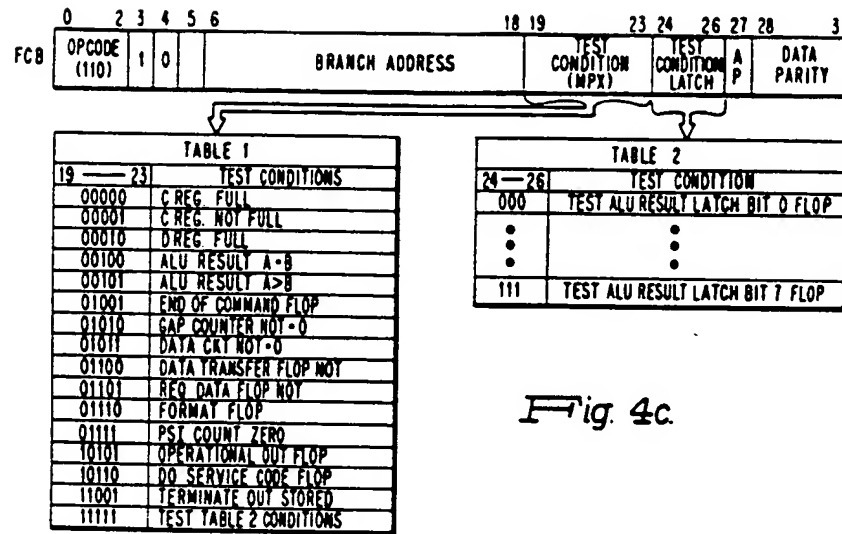 0 2 3 4 5 6 18 19 23 24 26 27 28 3
FCB OPCODE (110) 1 0 BRANCH ADDRESS TEST CONDITION (MPX) TEST CONDITION LATCH AP DATA PARITY
TABLE 1
19 — 23 TEST CONDITIONS
00000 C REG. FULL
00001 C REG. NOT FULL
00010 D REG. FULL
00100 ALU RESULT A=B
00101 ALU RESULT A>B
01001 END OF COMMAND FLOP
01010 GAP COUNTER NOT=0
01011 DATA CKT NOT=0
01100 DATA TRANSFER FLOP NOT
01101 REQ DATA FLOP NOT
01110 FORMAT FLOP
01111 PSI COUNT ZERO
10101 OPERATIONAL OUT FLOP
10110 DO SERVICE CODE FLOP
11001 TERMINATE OUT STORED
11111 TEST TABLE 2 CONDITIONS
TABLE 2
24 — 26 TEST CONDITION
000 TEST ALU RESULT LATCH BIT 0 FLOP
111 TEST ALU RESULT LATCH BIT 7 FLOP
Fig. 4c.